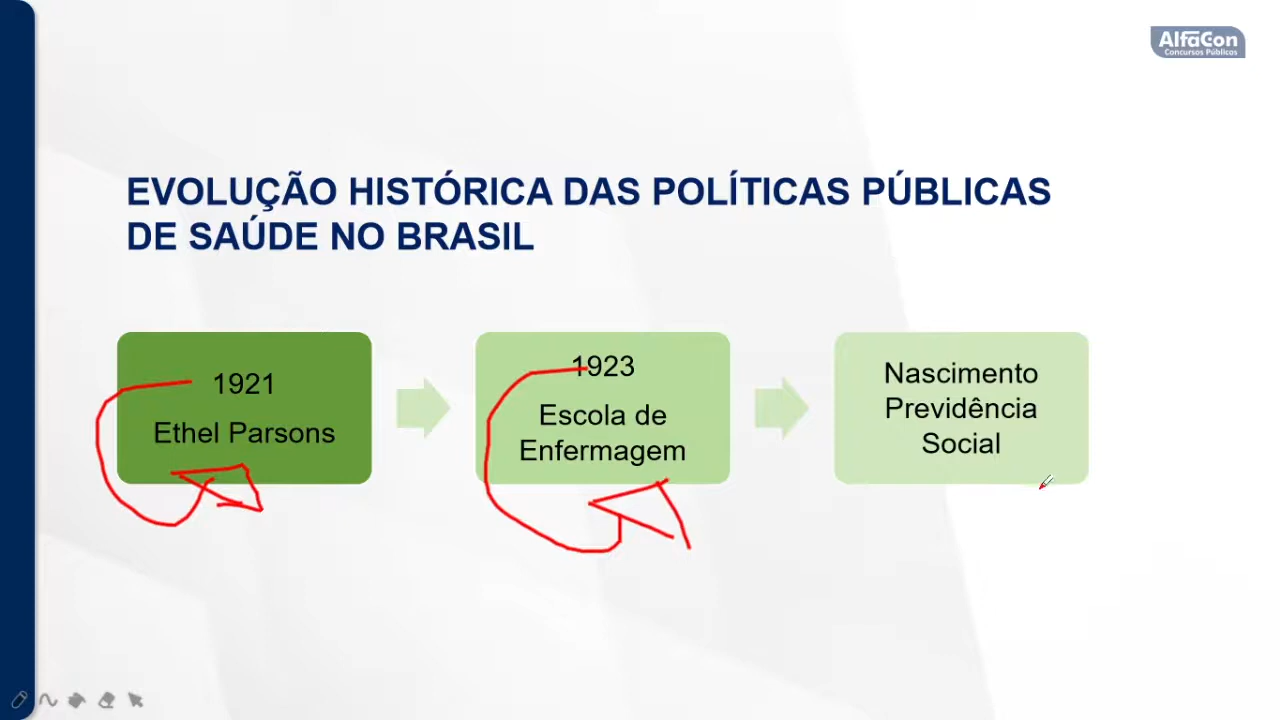 AlfaCon
Concursos Públicos
EVOLUÇÃO HISTÓRICA DAS POLÍTICAS PÚBLICAS
DE SAÚDE NO BRASIL
1921
Ethel Parsons
1923
Escola de
Enfermagem
Nascimento
Previdência
Social